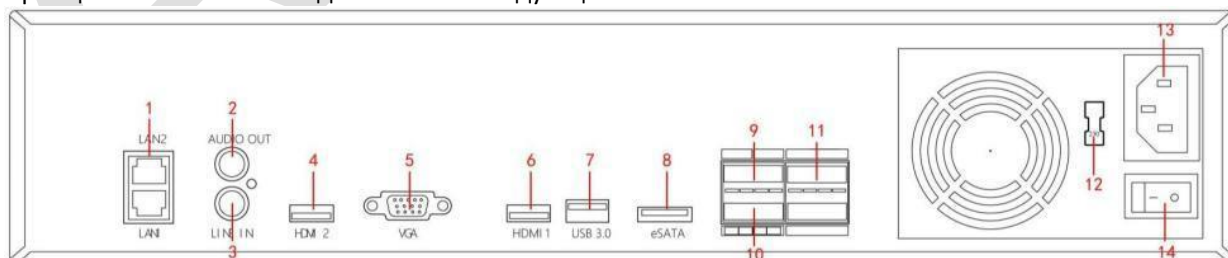 13
1 2
LAN2 AUDIO OUT
4 5 6 7 8 9 11
12
LAN1 LINE IN HDMI 2 VGA HDMI 1 USB 3.0 eSATA
3 10 14